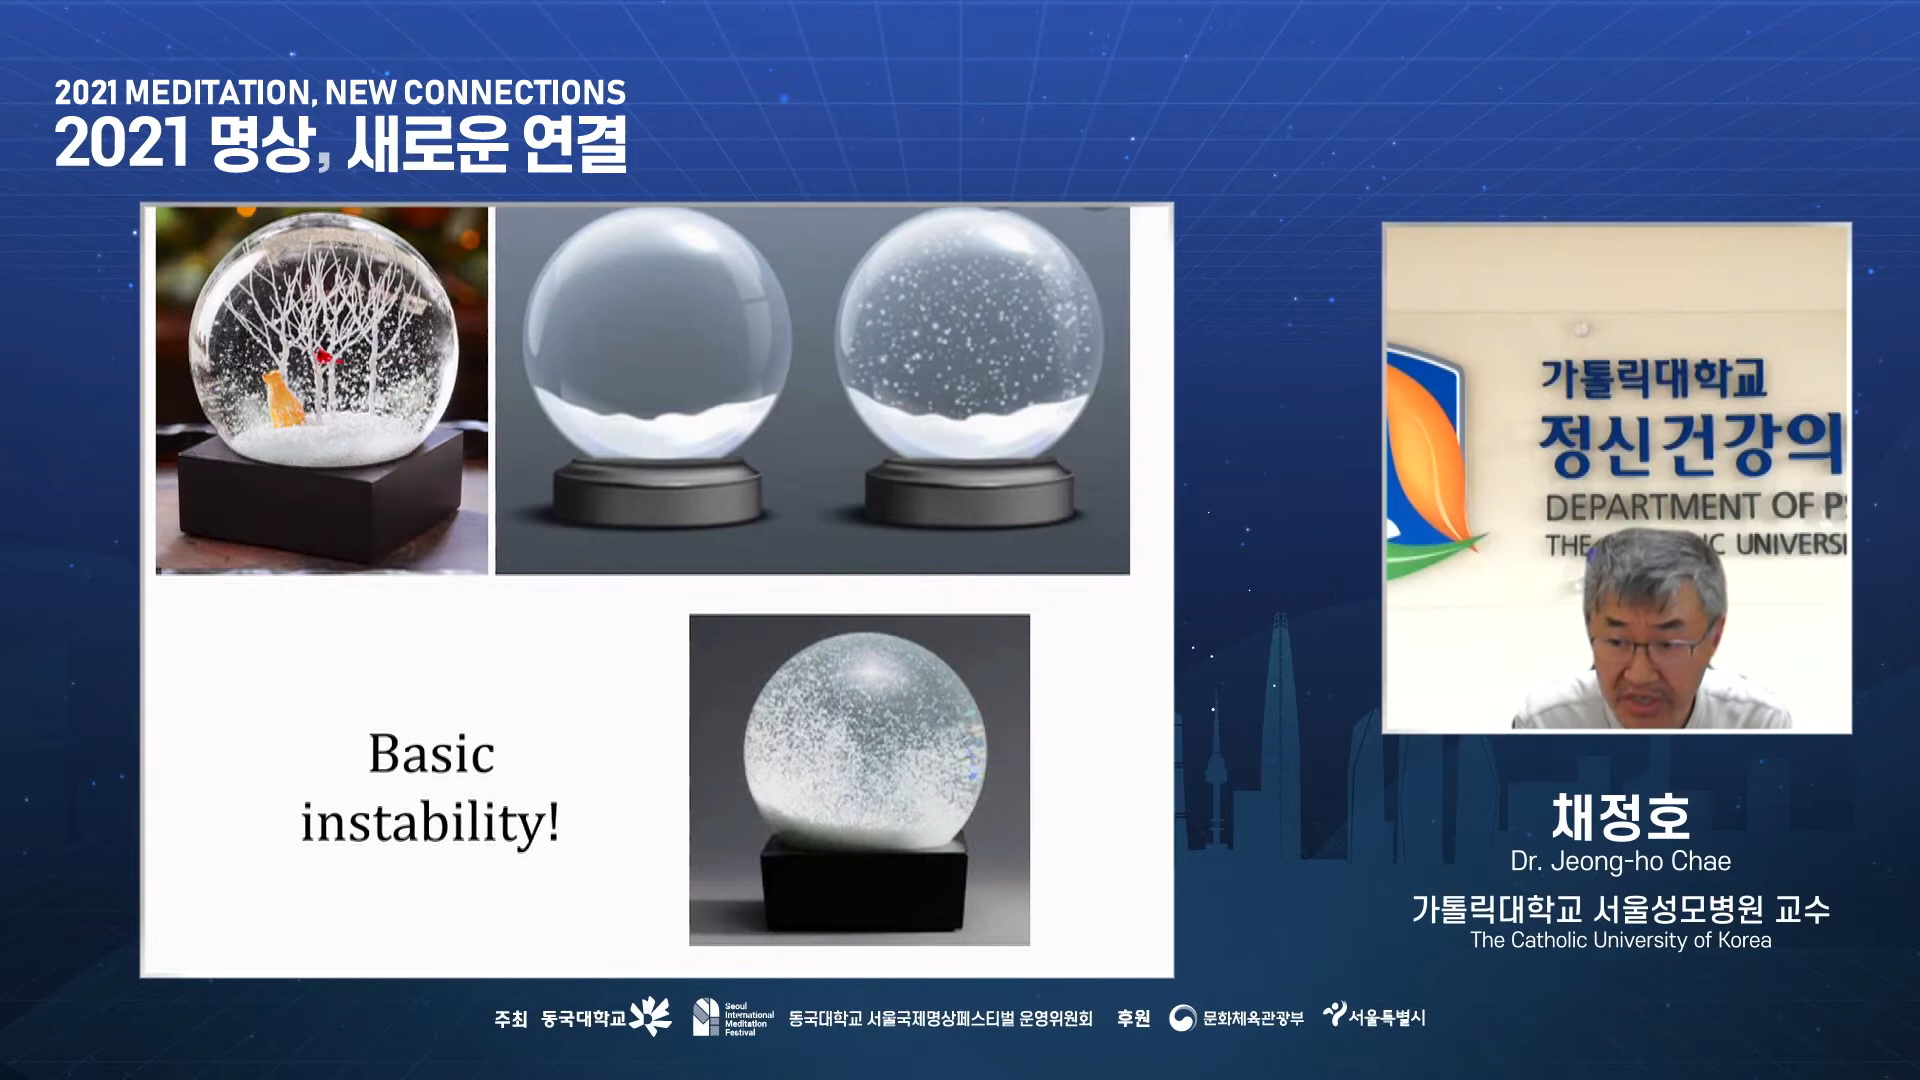 2021 MEDITATION, NEW CONNECTIONS
2021 명상, 새로운 연결
Basic
instability!
가톨릭대학교
정신건강의
DEPARTMENT OF P
THE C UNIVERSI
채정호
Dr. Jeong-ho Chae
가톨릭대학교 서울성모병원 교수
The Catholic University of Korea
주최 동국대학교
Seoul
International
Meditation
Festival
동국대학교 서울국제명상페스티벌 운영위원회
후원 문화체육관광부 서울특별시